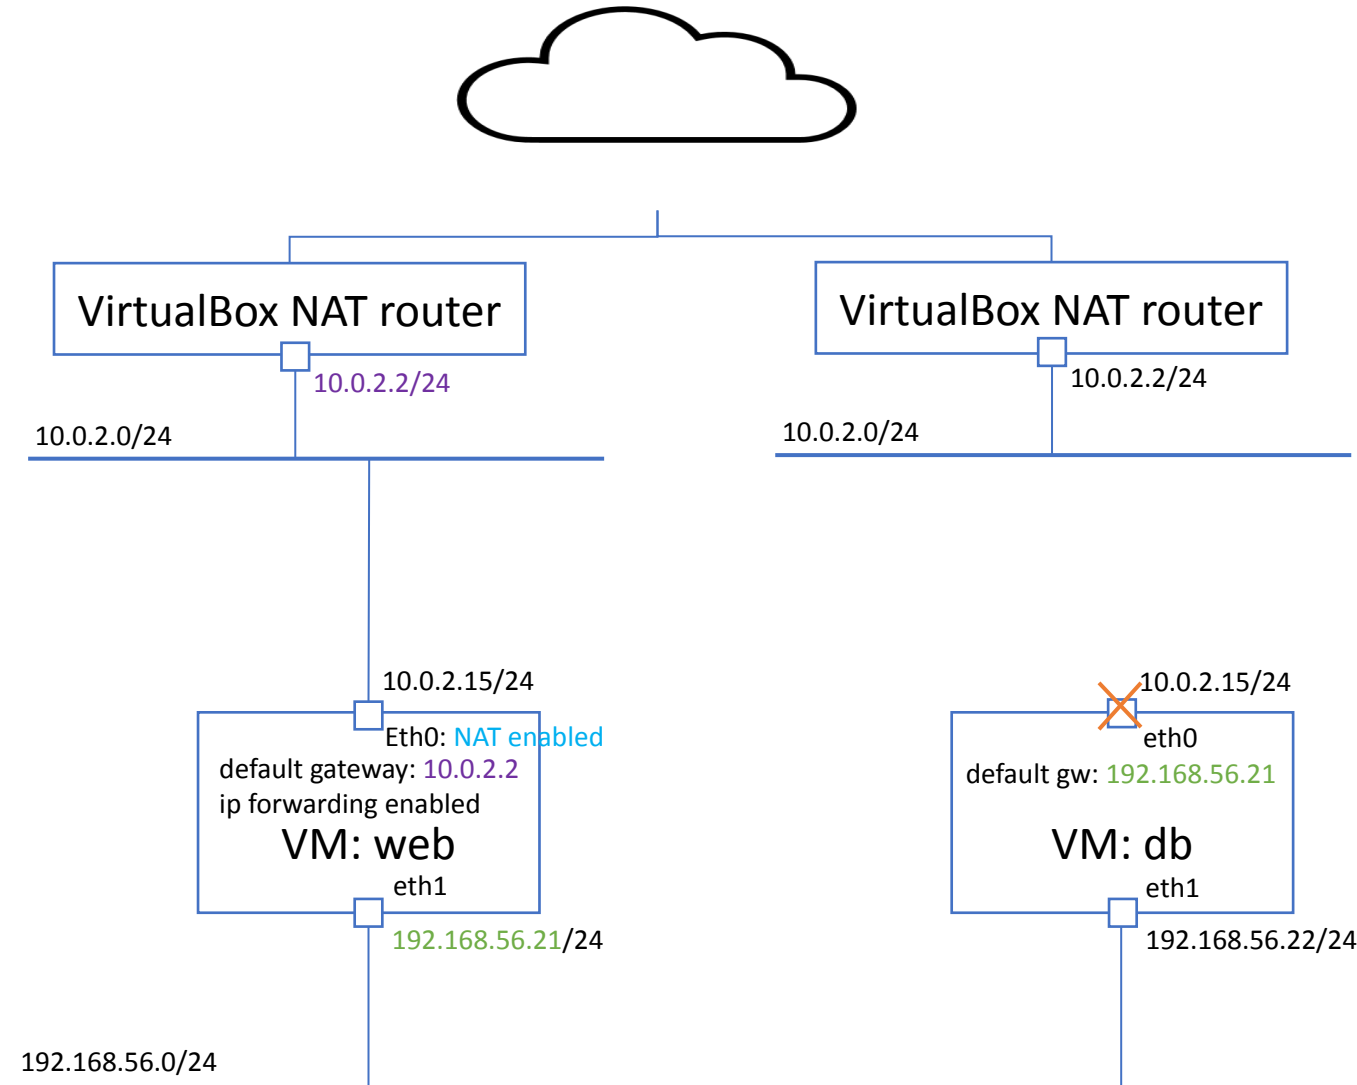 VirtualBox NAT router
10.0.2.2/24
10.0.2.0/24
VirtualBox NAT router
10.0.2.2/24
10.0.2.0/24
10.0.2.15/24
Eth0: NAT enabled
default gateway: 10.0.2.2
ip forwarding enabled
VM: web
eth1
192.168.56.21/24
10.0.2.15/24
eth0
default gw: 192.168.56.21
VM: db
eth1
192.168.56.22/24
192.168.56.0/24